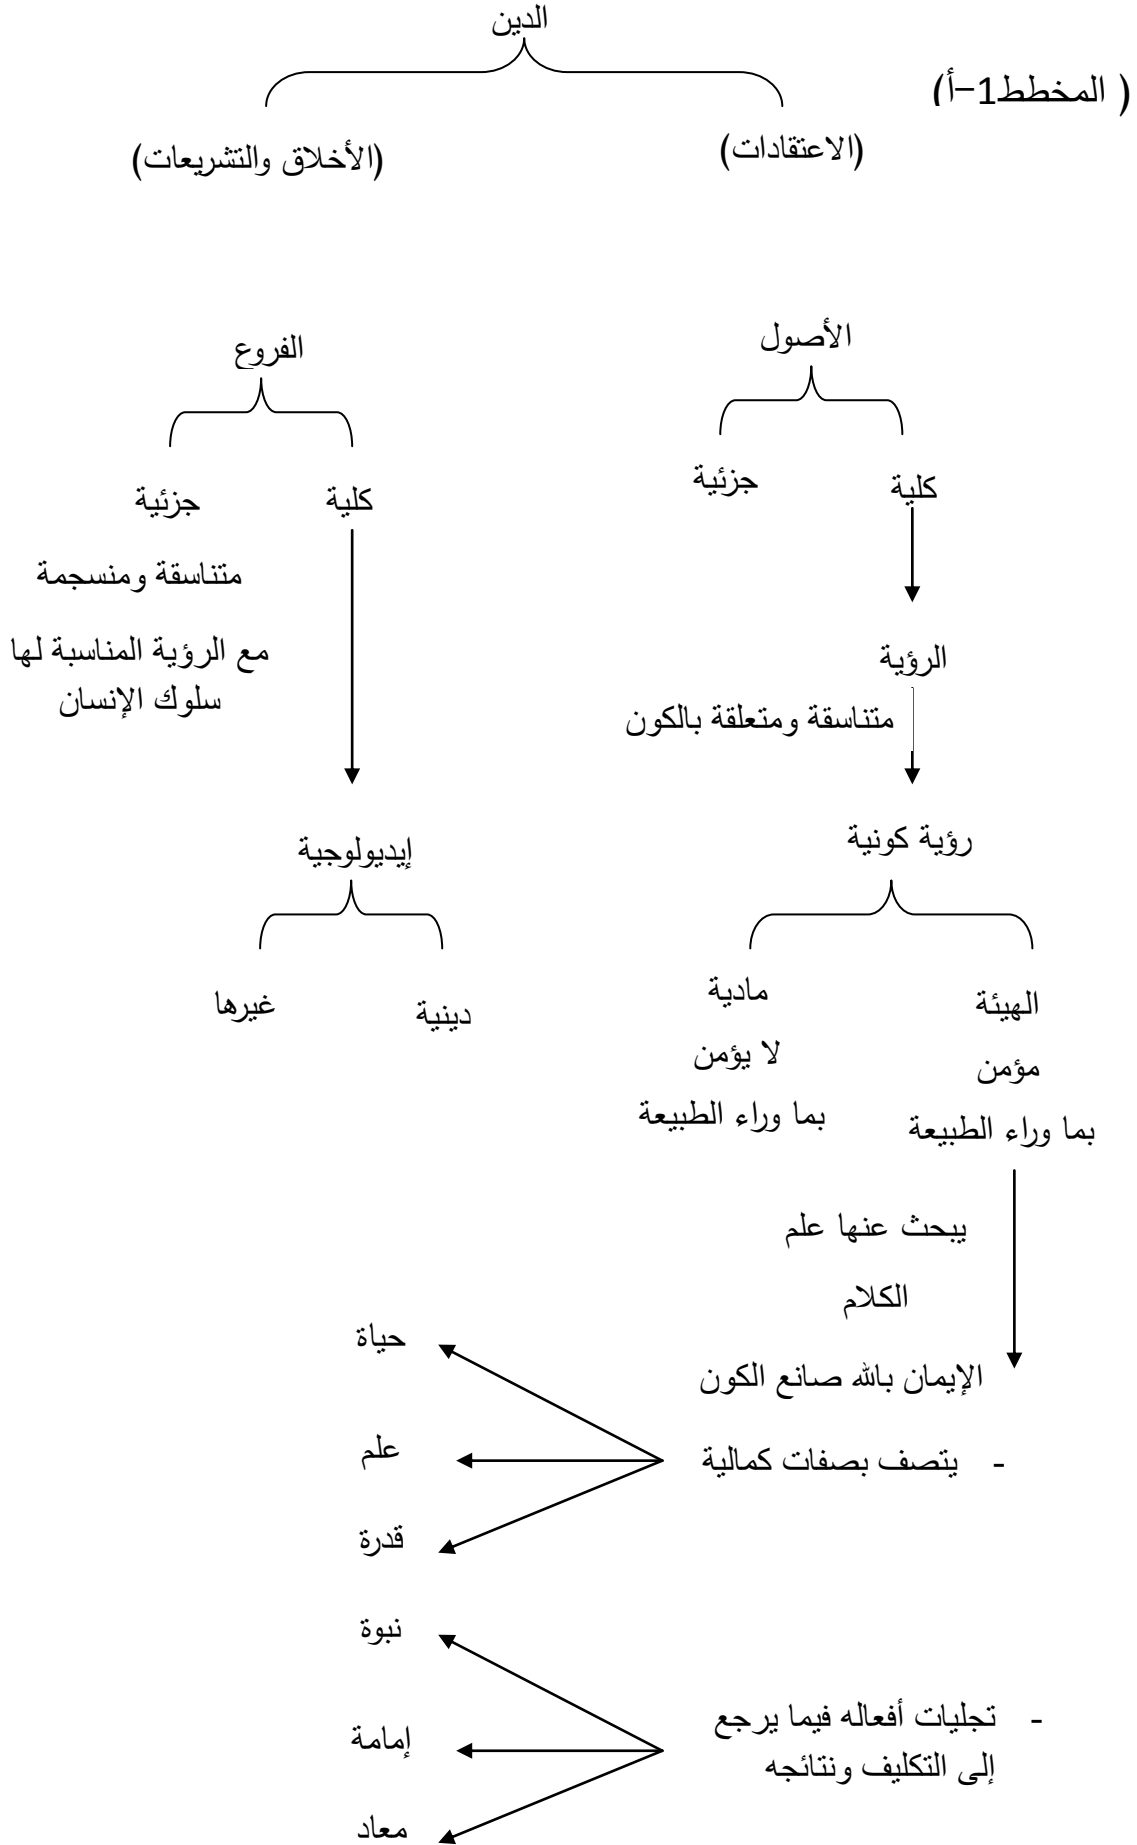 الدين
( المخطط1-أ)
(الاعتقادات)
(الأخلاق والتشريعات)
الأصول
الفروع
كلية
جزئية
كلية
جزئية
متناسقة ومنسجمة
مع الرؤية المناسبة لها
سلوك الإنسان
الرؤية
متناسقة ومتعلقة بالكون
رؤية كونية
إيديولوجية
الهيئة
مؤمن
بما وراء الطبيعة
مادية
لا يؤمن
بما وراء الطبيعة
دينية
غيرها
يبحث عنها علم
الكلام
الإيمان بالله صانع الكون
- يتصف بصفات كمالية
حياة
علم
قدرة
- تجليات أفعاله فيما يرجع
إلى التكليف ونتائجه
نبوة
إمامة
معاد